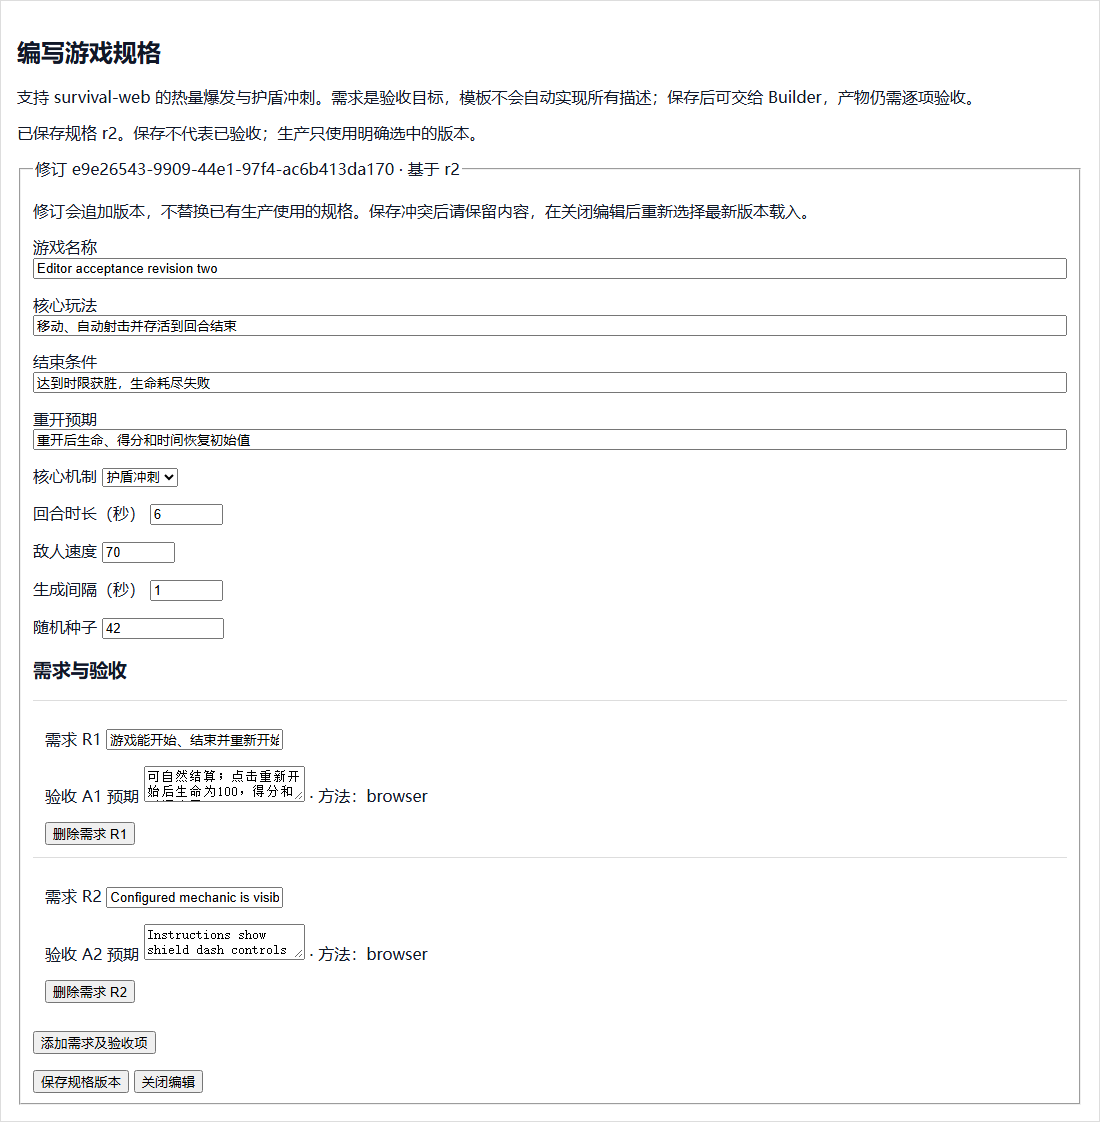 编写游戏规格
支持 survival-web 的热量爆发与护盾冲刺。需求是验收目标，模板不会自动实现所有描述；保存后可交给 Builder，产物仍需逐项验收。
已保存规格 r2。保存不代表已验收；生产只使用明确选中的版本。
修订 e9e26543-9909-44e1-97f4-ac6b413da170 · 基于 r2
修订会追加版本，不替换已有生产使用的规格。保存冲突后请保留内容，在关闭编辑后重新选择最新版本载入。
游戏名称
Editor acceptance revision two
核心玩法
移动、自动射击并存活到回合结束
结束条件
达到时限获胜，生命耗尽失败
重开预期
重开后生命、得分和时间恢复初始值
核心机制 护盾冲刺
回合时长（秒） 6
敌人速度 70
生成间隔（秒） 1
随机种子 42
需求与验收
需求 R1 游戏能开始、结束并重新开始
验收 A1 预期 可自然结算；点击重新开
始后生命为100，得分和
· 方法：browser
删除需求 R1
需求 R2 Configured mechanic is visib
验收 A2 预期 Instructions show
shield dash controls
· 方法：browser
删除需求 R2
添加需求及验收项
保存规格版本 关闭编辑